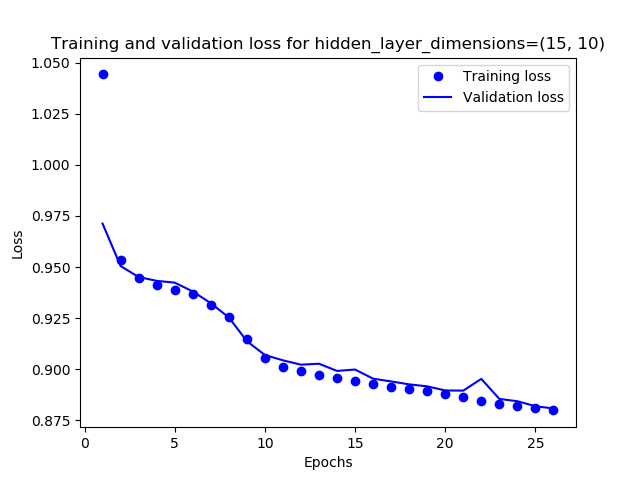 Training and validation loss for hidden_layer_dimensions=(15, 10)
1.050
1.025
1.000
0.975
0.950
0.925
0.900
0.875
Loss
Training loss
Validation loss
0 5 10 15 20 25
Epochs